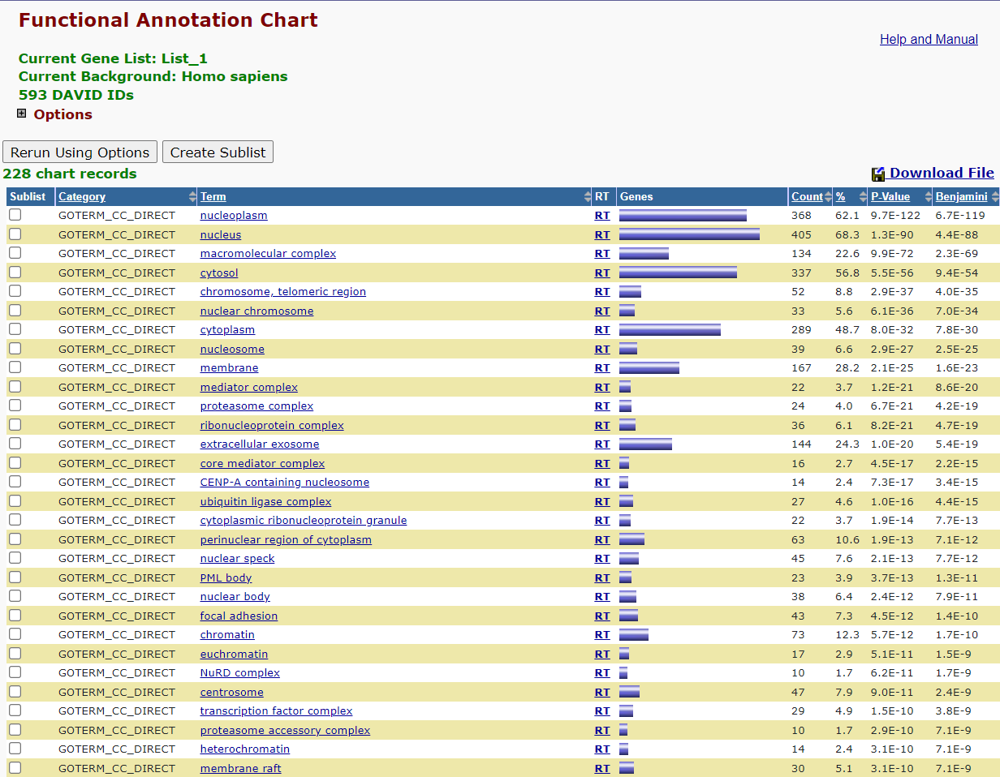 Functional Annotation Chart
Help and Manual
Current Gene List: List_1
Current Background: Homo sapiens
593 DAVID IDs
Options
Rerun Using Options Create Sublist
228 chart records Download File
Sublist Category Term RT Genes Count % P-Value Benjamini
GOTERM_CC_DIRECT nucleoplasm RT 368 62.1 9.7E-122 6.7E-119
GOTERM_CC_DIRECT nucleus RT 405 68.3 1.3E-90 4.4E-88
GOTERM_CC_DIRECT macromolecular complex RT 134 22.6 9.9E-72 2.3E-69
GOTERM_CC_DIRECT cytosol RT 337 56.8 5.5E-56 9.4E-54
GOTERM_CC_DIRECT chromosome, telomeric region RT 52 8.8 2.9E-37 4.0E-35
GOTERM_CC_DIRECT nuclear chromosome RT 33 5.6 6.1E-36 7.0E-34
GOTERM_CC_DIRECT cytoplasm RT 289 48.7 8.0E-32 7.8E-30
GOTERM_CC_DIRECT nucleosome RT 39 6.6 2.9E-27 2.5E-25
GOTERM_CC_DIRECT membrane RT 167 28.2 2.1E-25 1.6E-23
GOTERM_CC_DIRECT mediator complex RT 22 3.7 1.2E-21 8.6E-20
GOTERM_CC_DIRECT proteasome complex RT 24 4.0 6.7E-21 4.2E-19
GOTERM_CC_DIRECT ribonucleoprotein complex RT 36 6.1 8.2E-21 4.7E-19
GOTERM_CC_DIRECT extracellular exosome RT 144 24.3 1.0E-20 5.4E-19
GOTERM_CC_DIRECT core mediator complex RT 16 2.7 4.5E-17 2.2E-15
GOTERM_CC_DIRECT CENP-A containing nucleosome RT 14 2.4 7.3E-17 3.4E-15
GOTERM_CC_DIRECT ubiquitin ligase complex RT 27 4.6 1.0E-16 4.4E-15
GOTERM_CC_DIRECT cytoplasmic ribonucleoprotein granule RT 22 3.7 1.9E-14 7.7E-13
GOTERM_CC_DIRECT perinuclear region of cytoplasm RT 63 10.6 1.9E-13 7.1E-12
GOTERM_CC_DIRECT nuclear speck RT 45 7.6 2.1E-13 7.7E-12
GOTERM_CC_DIRECT PML body RT 23 3.9 3.7E-13 1.3E-11
GOTERM_CC_DIRECT nuclear body RT 38 6.4 2.4E-12 7.9E-11
GOTERM_CC_DIRECT focal adhesion RT 43 7.3 4.5E-12 1.4E-10
GOTERM_CC_DIRECT chromatin RT 73 12.3 5.7E-12 1.7E-10
GOTERM_CC_DIRECT euchromatin RT 17 2.9 5.1E-11 1.5E-9
GOTERM_CC_DIRECT NuRD complex RT 10 1.7 6.2E-11 1.7E-9
GOTERM_CC_DIRECT centrosome RT 47 7.9 9.0E-11 2.4E-9
GOTERM_CC_DIRECT transcription factor complex RT 29 4.9 1.5E-10 3.8E-9
GOTERM_CC_DIRECT proteasome accessory complex RT 10 1.7 2.9E-10 7.1E-9
GOTERM_CC_DIRECT heterochromatin RT 14 2.4 3.1E-10 7.1E-9
GOTERM_CC_DIRECT membrane raft RT 30 5.1 3.1E-10 7.1E-9